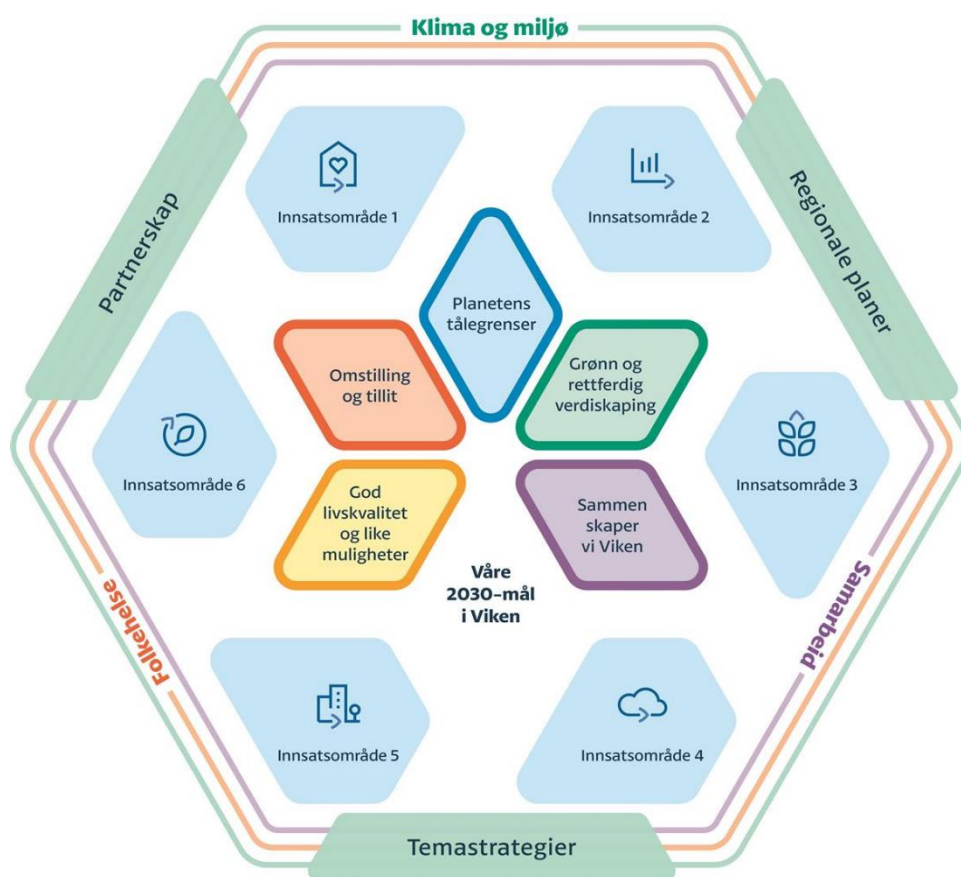 Klima og miljø
Partnerskap
Regionale planer
Innsatsområde 1
Innsatsområde 2
Planetens
tålegrenser
Omstilling
og tillit
Grønn og
rettferdig
verdiskaping
Innsatsområde 6
Innsatsområde 3
God
livskvalitet
og like
muligheter
Sammen
skaper
vi Viken
Våre
2030-mål
i Viken
Folkehelse
Samarbeid
Innsatsområde 5
Innsatsområde 4
Temastrategier